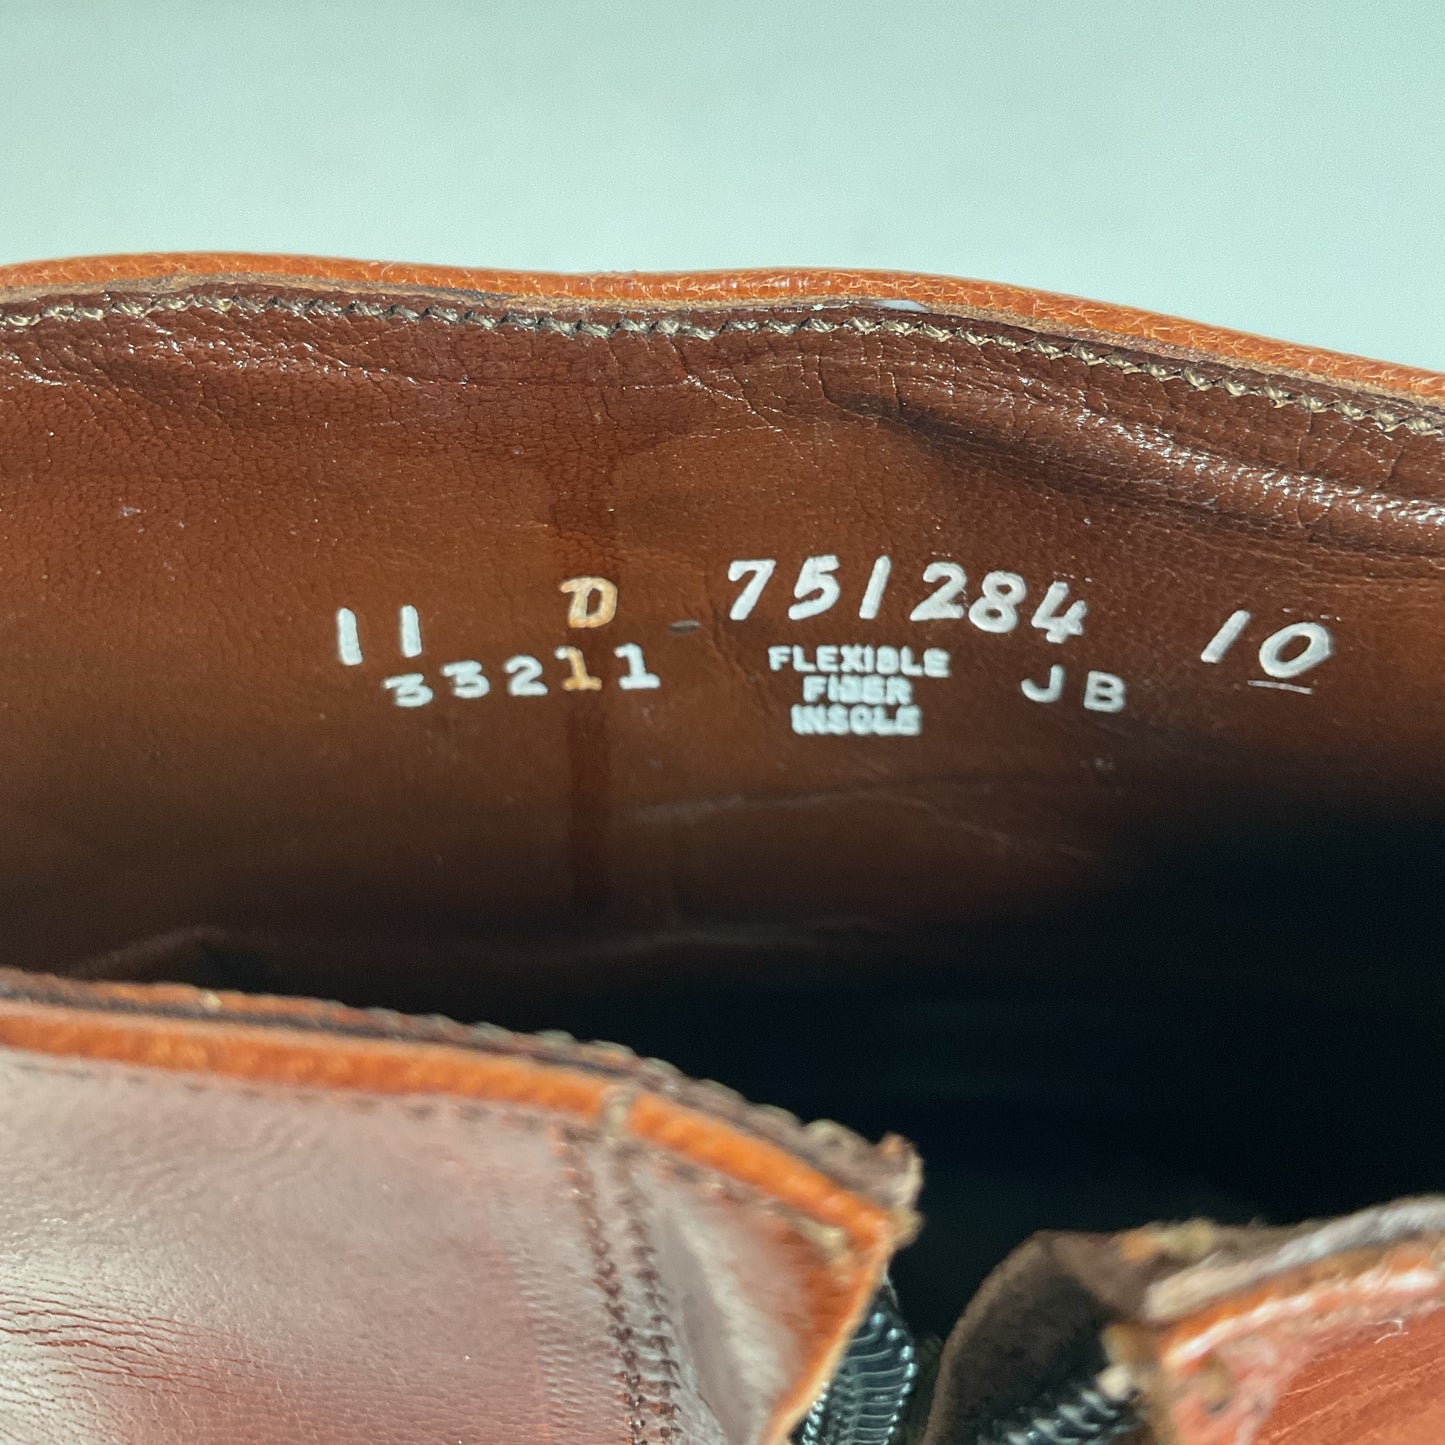 11 D 751284 10
33211 FLEXIBLE JB
FIBER
INSOLE